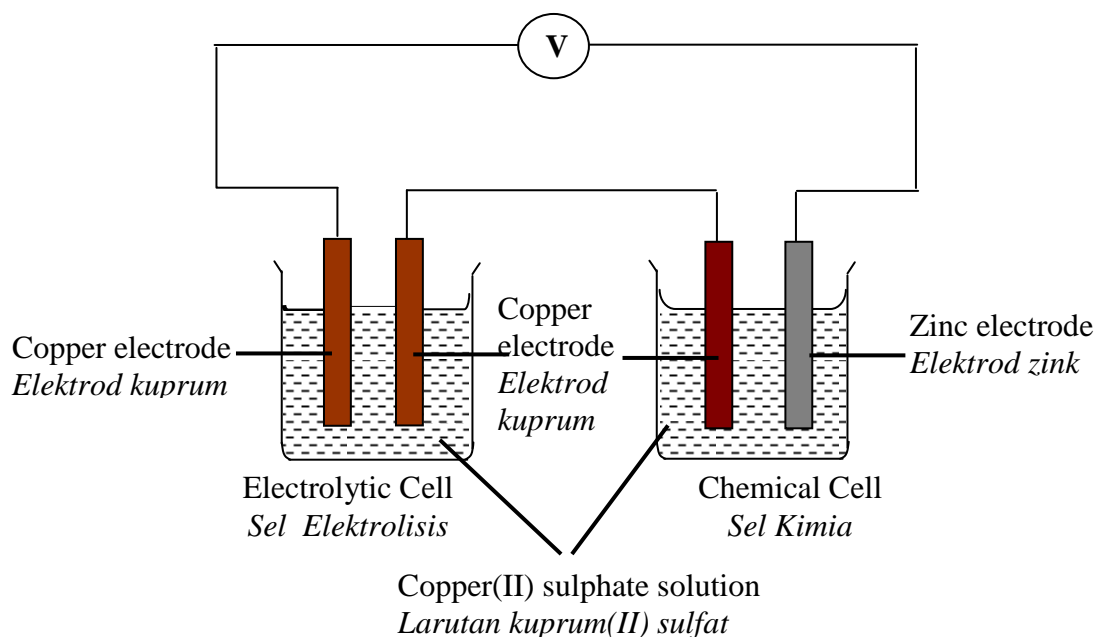 V
Copper electrode
Elektrod kuprum
Copper
electrode
Elektrod
kuprum
Zinc electrode
Elektrod zink
Electrolytic Cell
Sel Elektrolisis
Chemical Cell
Sel Kimia
Copper(II) sulphate solution
Larutan kuprum(II) sulfat